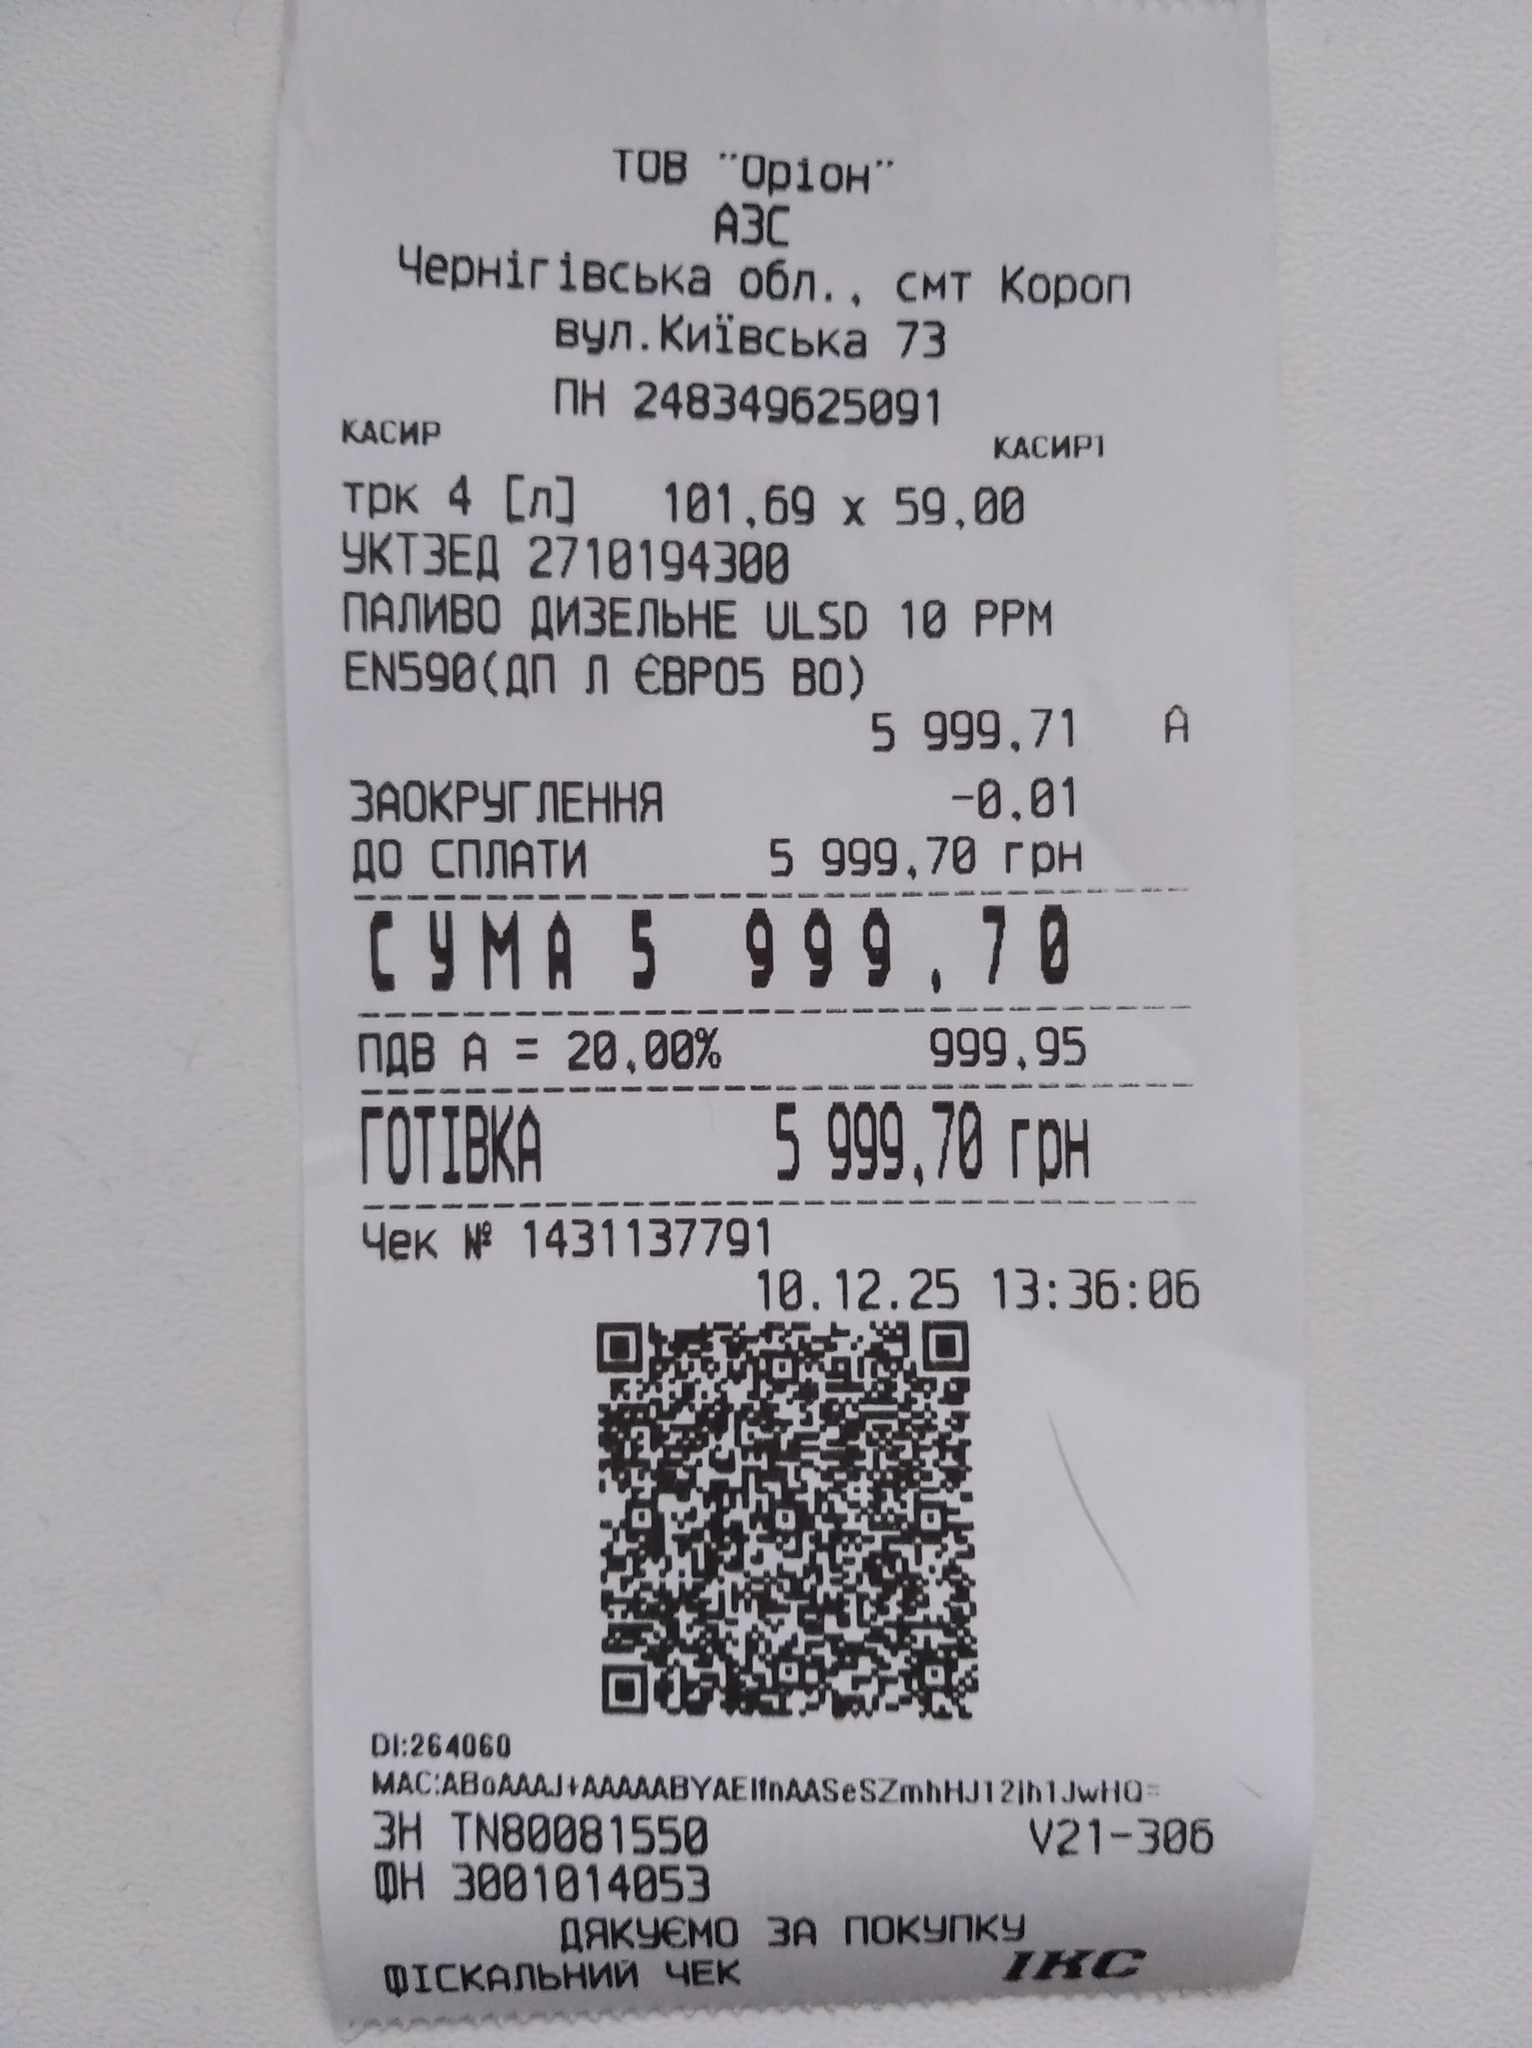 ТОВ "Оріон"
АЗС
Чернігівська обл., смт Короп
вул.Київська 73
ПН 248349625091
КАСИР КАСИР1
трк 4 [л] 101,69 x 59,00
УКТЗЕД 2710194300
ПАЛИВО ДИЗЕЛЬНЕ ULSD 10 PPM
EN590(ДП Л ЄВРО5 B0)
5 999,71 А
ЗАОКРУГЛЕННЯ -0,01
ДО СПЛАТИ 5 999,70 грн
СУМА 5 999,70
ПДВ А = 20,00% 999,95
ГОТІВКА 5 999,70 грн
Чек № 1431137791
10.12.25 13:36:06
DI:264060
ЗН TN80081550 V21-306
ФН 3001014053
ДЯКУЄМО ЗА ПОКУПКУ
ФІСКАЛЬНИЙ ЧЕК ІКС